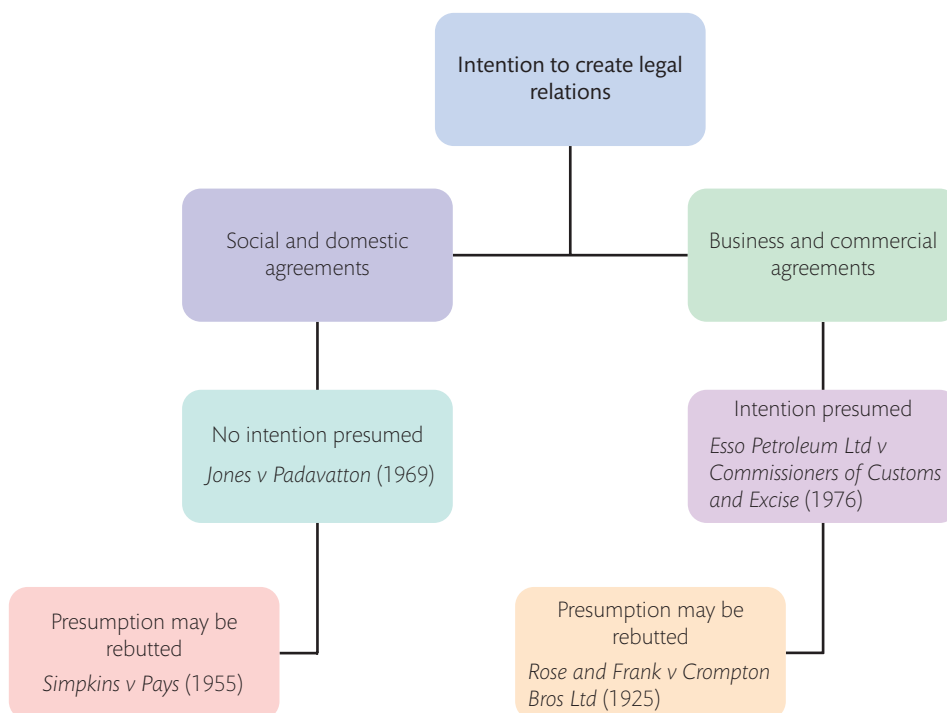 Intention to create legal
relations
Social and domestic
agreements
Business and commercial
agreements
No intention presumed
Jones v Padavatton (1969)
Intention presumed
Esso Petroleum Ltd v
Commissioners of Customs
and Excise (1976)
Presumption may be
rebutted
Simpkins v Pays (1955)
Presumption may be
rebutted
Rose and Frank v Crompton
Bros Ltd (1925)